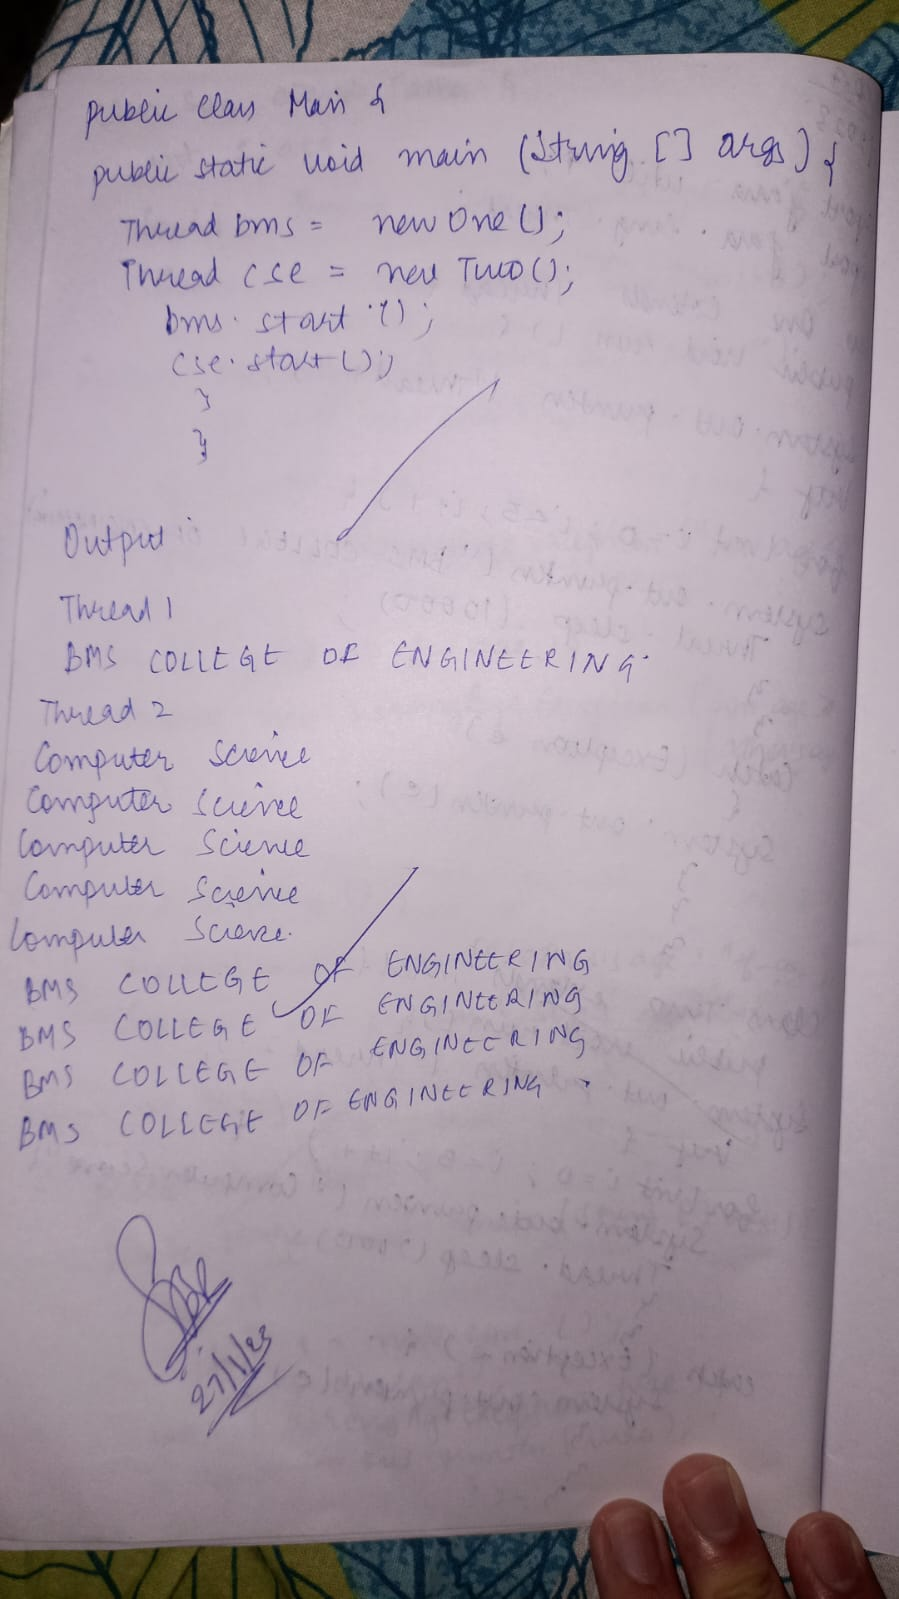 public class Main {
public static void main (String [] args) {
Thread bms = new One ();
Thread cse = new Two ();
bms. start ();
cse. start ();
}
}
Output
Thread 1
BMS COLLEGE OF ENGINEERING
Thread 2
Computer Science
Computer Science
Computer Science
Computer Science
Computer Science
BMS COLLEGE OF ENGINEERING
BMS COLLEGE OF ENGINEERING
BMS COLLEGE OF ENGINEERING
BMS COLLEGE OF ENGINEERING
27/1/23